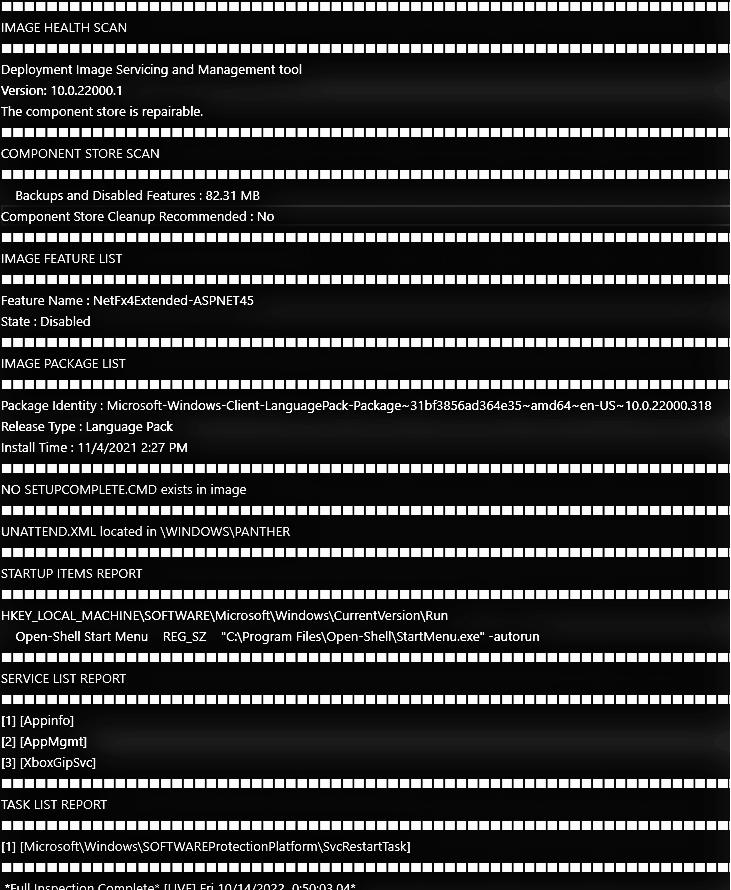 IMAGE HEALTH SCAN
Deployment Image Servicing and Management tool
Version: 10.0.22000.1
The component store is repairable.
COMPONENT STORE SCAN
Backups and Disabled Features : 82.31 MB
Component Store Cleanup Recommended : No
IMAGE FEATURE LIST
Feature Name : NetFx4Extended-ASPNET45
State : Disabled
IMAGE PACKAGE LIST
Package Identity : Microsoft-Windows-Client-LanguagePack-Package~31bf3856ad364e35~amd64~en-US~10.0.22000.318
Release Type : Language Pack
Install Time : 11/4/2021 2:27 PM
NO SETUPCOMPLETE.CMD exists in image
UNATTEND.XML located in \WINDOWS\PANTHER
STARTUP ITEMS REPORT
HKEY_LOCAL_MACHINE\SOFTWARE\Microsoft\Windows\CurrentVersion\Run
Open-Shell Start Menu REG_SZ "C:\Program Files\Open-Shell\StartMenu.exe" -autorun
SERVICE LIST REPORT
[1] [Appinfo]
[2] [AppMgmt]
[3] [XboxGipSvc]
TASK LIST REPORT
[1] [Microsoft\Windows\SOFTWAREProtectionPlatform\SvcRestartTask]
*Full Inspection Complete* [LIVE] Fri 10/14/2022 0:50:03.04*